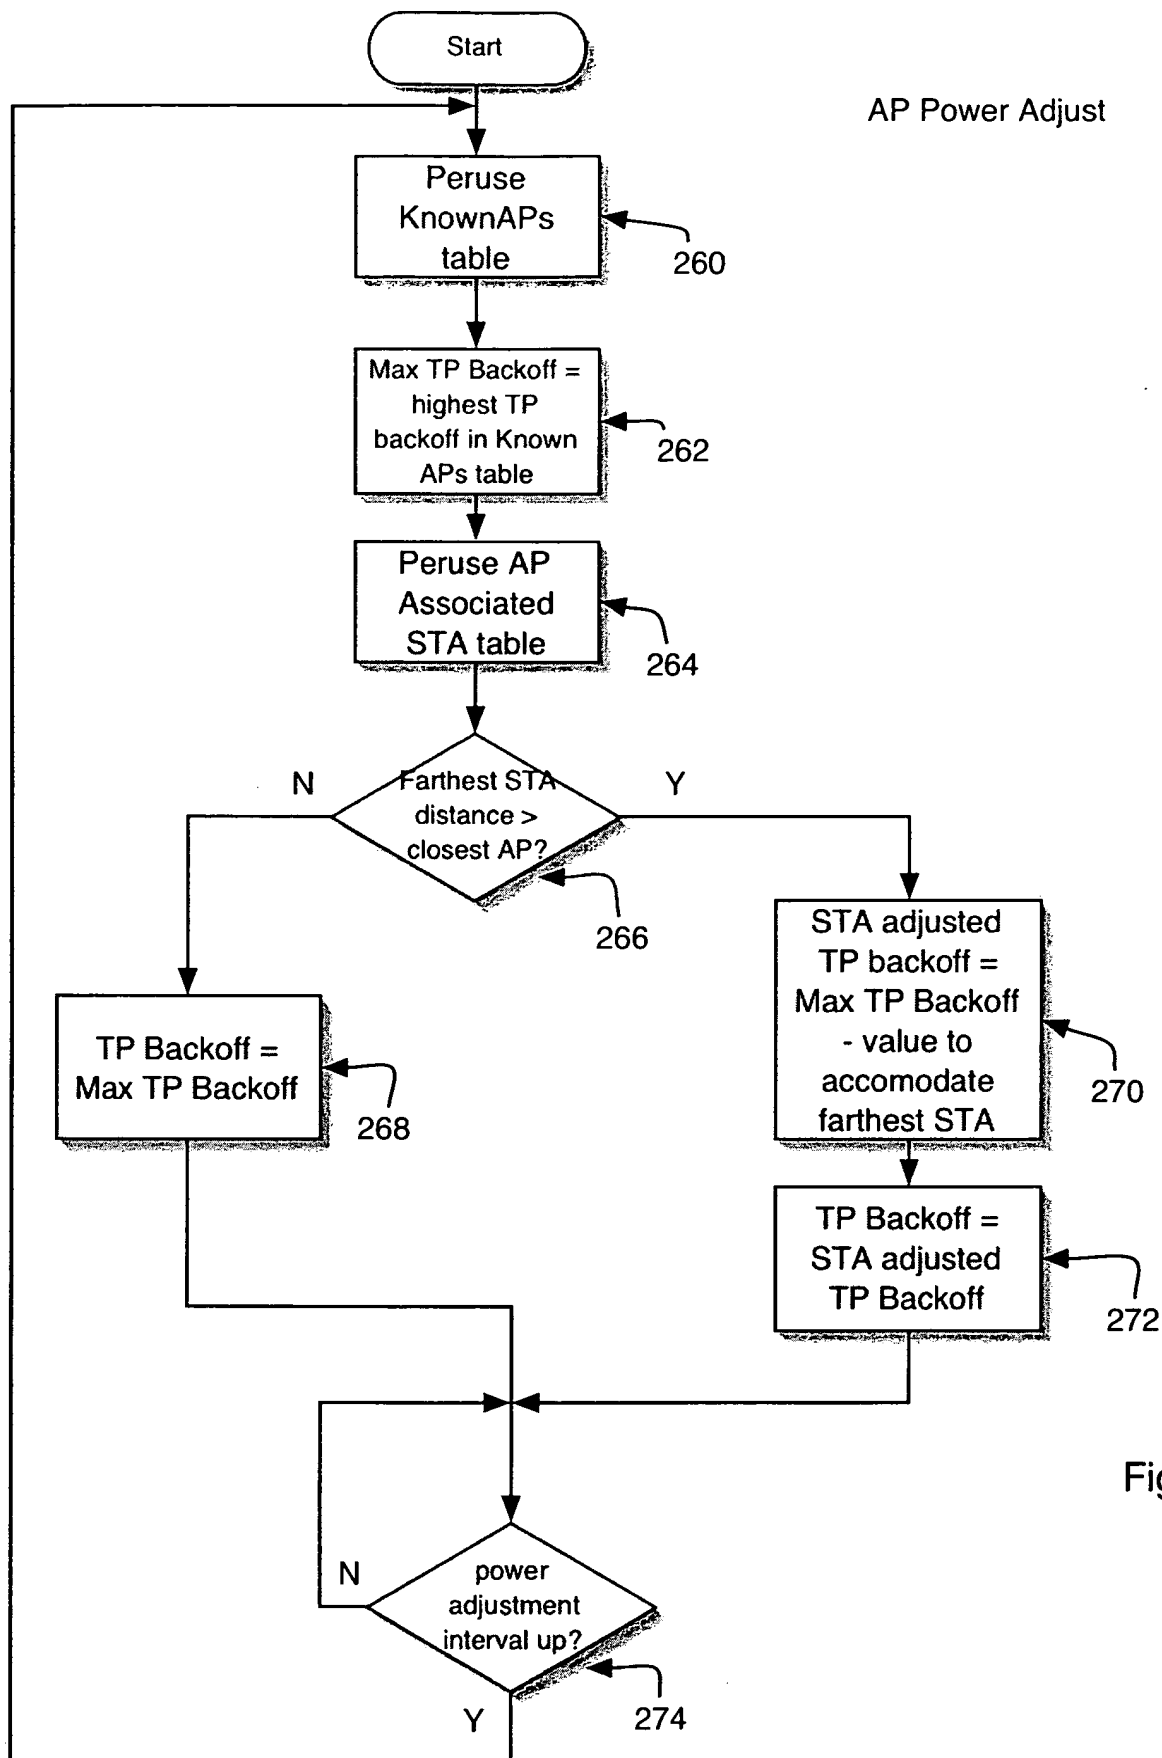 Start
AP Power Adjust
Peruse
KnownAPs
table
260
Max TP Backoff =
highest TP
backoff in Known
APs table
262
Peruse AP
Associated
STA table
264
N
Farthest STA
distance >
closest AP?
Y
266
STA adjusted
TP backoff =
Max TP Backoff
- value to
accomodate
farthest STA
270
TP Backoff =
Max TP Backoff
268
TP Backoff =
STA adjusted
TP Backoff
272
N
power
adjustment
interval up?
Y
274